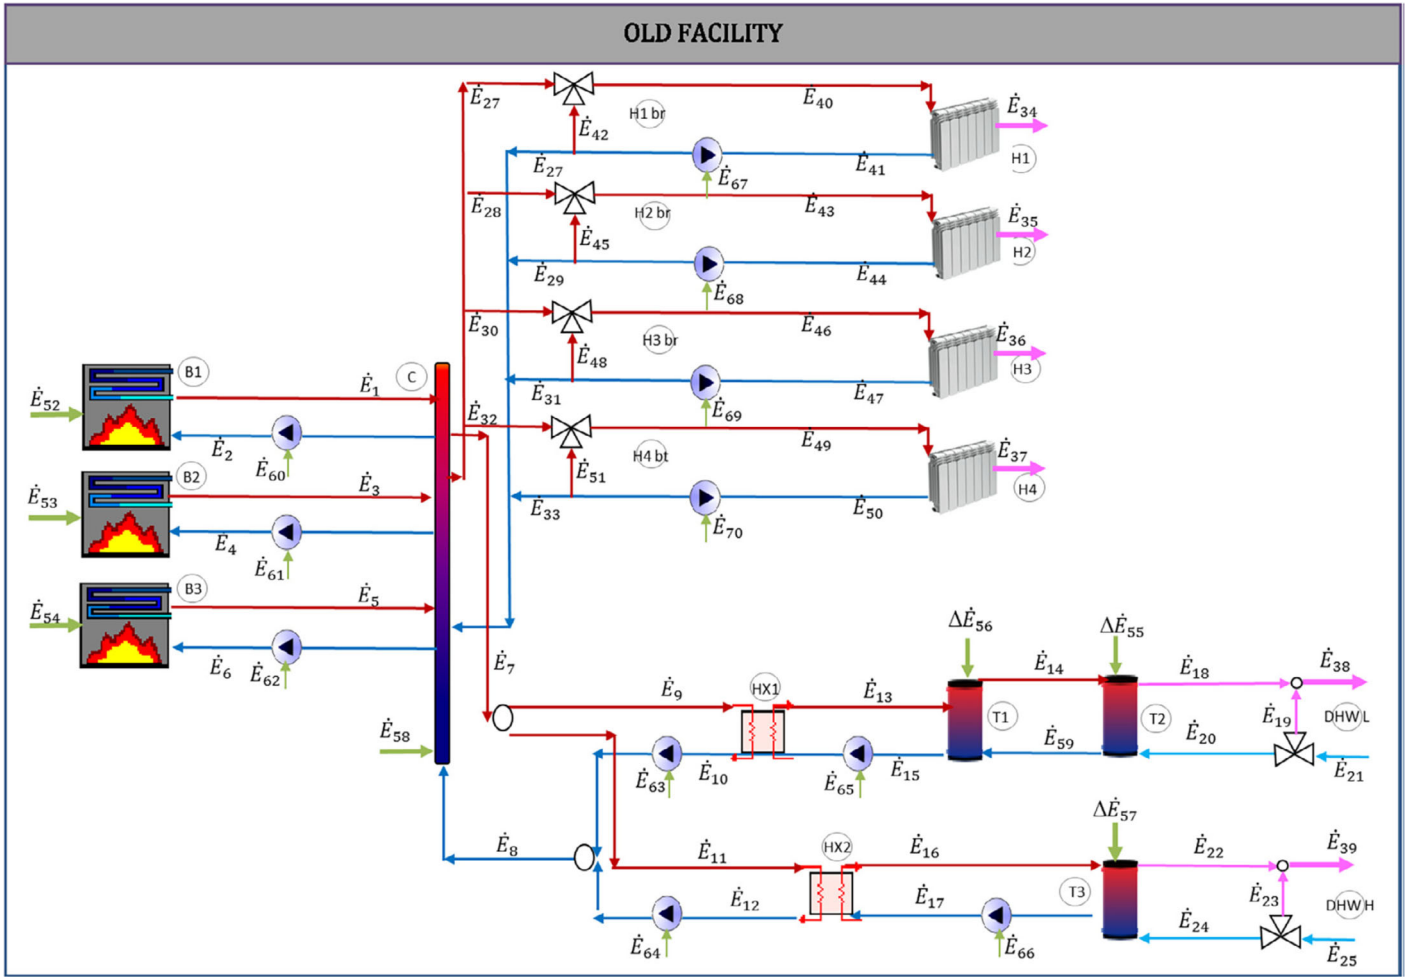 OLD FACILITY
Ė27 Ė40 Ė34
H1 br
Ė42
Ė27 Ė67 Ė41 H1
Ė28 Ė43 Ė35
H2 br
Ė45 H2
Ė29 Ė68 Ė44
Ė30 Ė46 Ė36
H3 br
Ė48 H3
Ė31 Ė69 Ė47
B1 Ė1 C Ė32
Ė52 Ė49 Ė37
Ė2 Ė60 H4 bt
Ė51 H4
B2 Ė3
Ė53 Ė33 Ė70 Ė50
E4 Ė61
B3 Ė5
Ė54
Ė6 Ė62
ΔĖ56 ΔĖ55
Ė7 Ė14 Ė18 Ė38
Ė9 HX1 Ė13
T1 T2 Ė19 DHW L
Ė58 Ė59 Ė20
Ė63 Ė10 Ė65 Ė15 Ė21
ΔĖ57
Ė8 Ė11 HX2 Ė16 Ė22 Ė39
T3 Ė23 DHW H
Ė12 Ė17 Ė24
Ė64 Ė66 Ė25